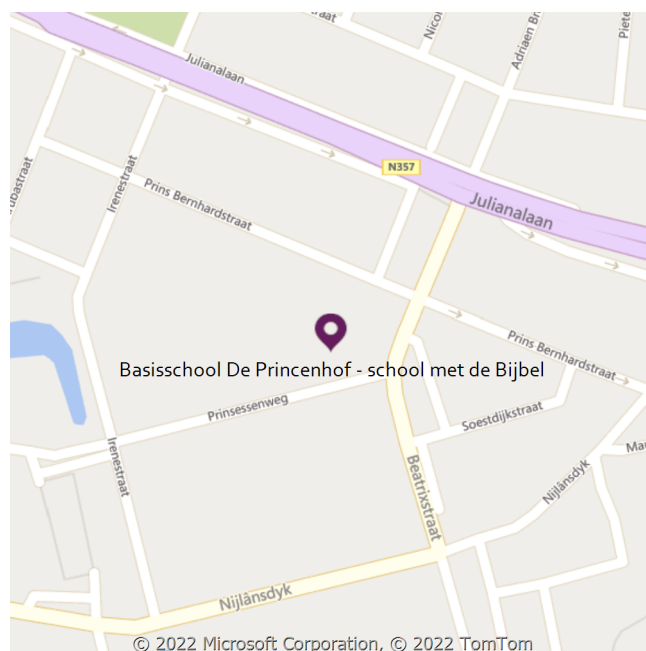 Julianalaan
N357
Julianalaan
Irenestraat
Prins Bernhardstraat
Prins Bernhardstraat
Basisschool De Princenhof - school met de Bijbel
Prinsessenweg
Soestdijkstraat
Irenestraat
Beatrixstraat
Nijlânsdyk
Nijlânsdyk
© 2022 Microsoft Corporation, © 2022 TomTom